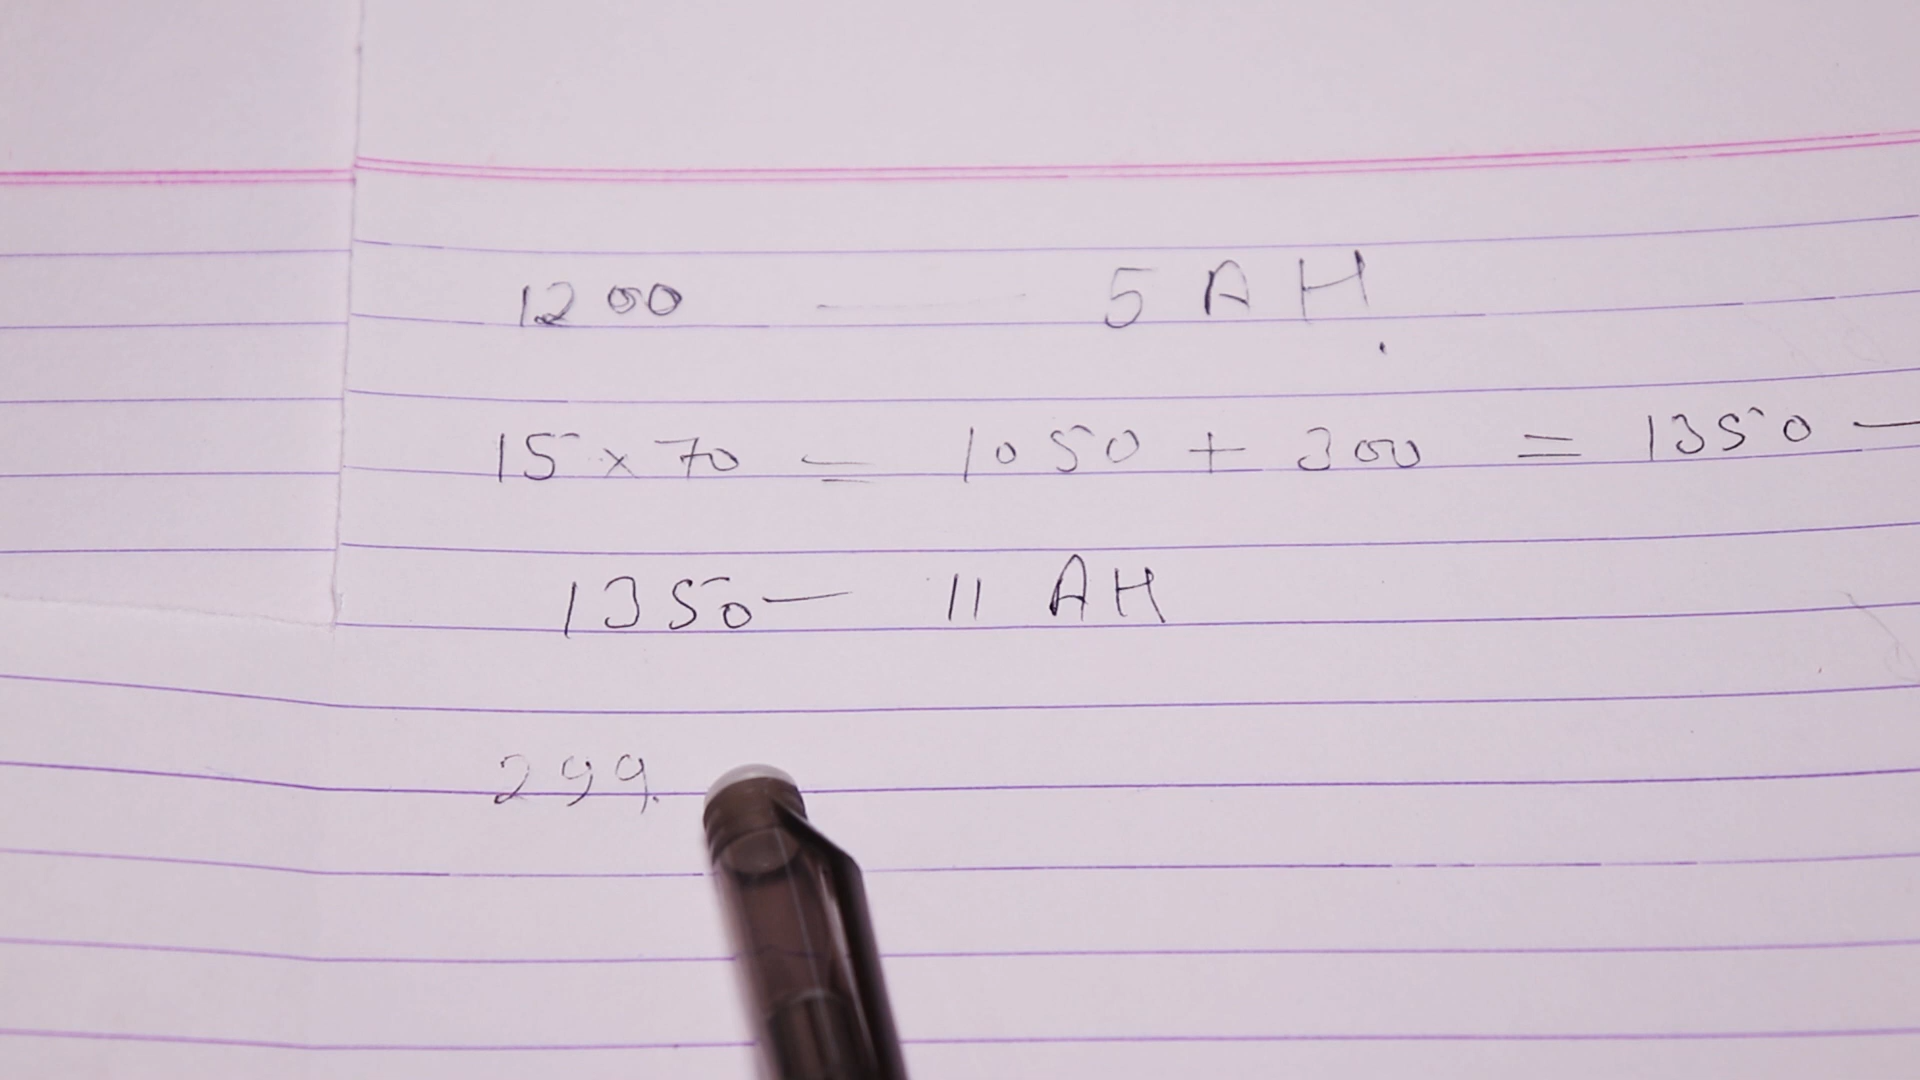 1200 — 5 AH.
15 x 70 = 1050 + 300 = 1350 —
1350 — 11 AH
299.